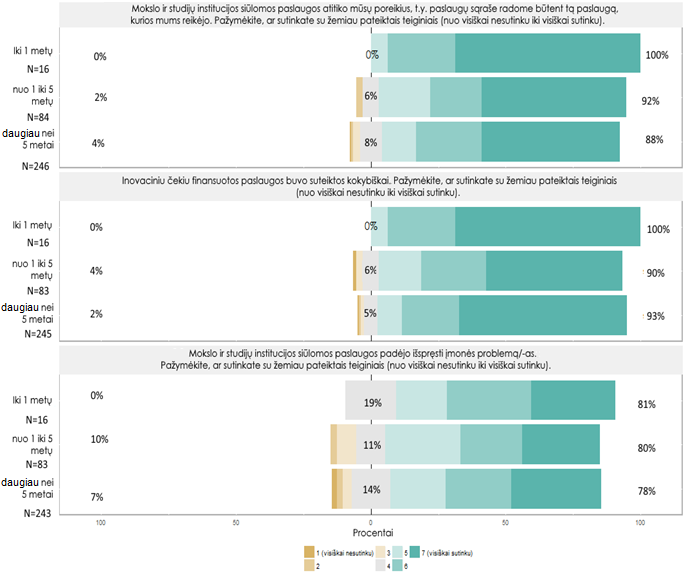 Mokslo ir studijų institucijos siūlomos paslaugos atitiko mūsų poreikius, t.y. paslaugų sąraše radome būtent tą paslaugą,
kurios mums reikėjo. Pažymėkite, ar sutinkate su žemiau pateiktais teiginiais (nuo visiškai nesutinku iki visiškai sutinku).
Iki 1 metų
N=16
0%
0%
100%
nuo 1 iki 5
metų
N=84
2%
6%
92%
daugiau nei
5 metai
N=246
4%
8%
88%
Inovaciniu čekiu finansuotos paslaugos buvo suteiktos kokybiškai. Pažymėkite, ar sutinkate su žemiau pateiktais teiginiais
(nuo visiškai nesutinku iki visiškai sutinku).
Iki 1 metų
N=16
0%
0%
100%
nuo 1 iki 5
metų
N=83
4%
6%
90%
daugiau nei
5 metai
N=245
2%
5%
93%
Mokslo ir studijų institucijos siūlomos paslaugos padėjo išspręsti įmonės problemą/-as.
Pažymėkite, ar sutinkate su žemiau pateiktais teiginiais (nuo visiškai nesutinku iki visiškai sutinku).
Iki 1 metų
N=16
0%
19%
81%
nuo 1 iki 5
metų
N=83
10%
11%
80%
daugiau nei
5 metai
N=243
7%
14%
78%
100 50 0 50 100
Procentai
1 (visiškai nesutinku) 3 5 7 (visiškai sutinku)
2 4 6